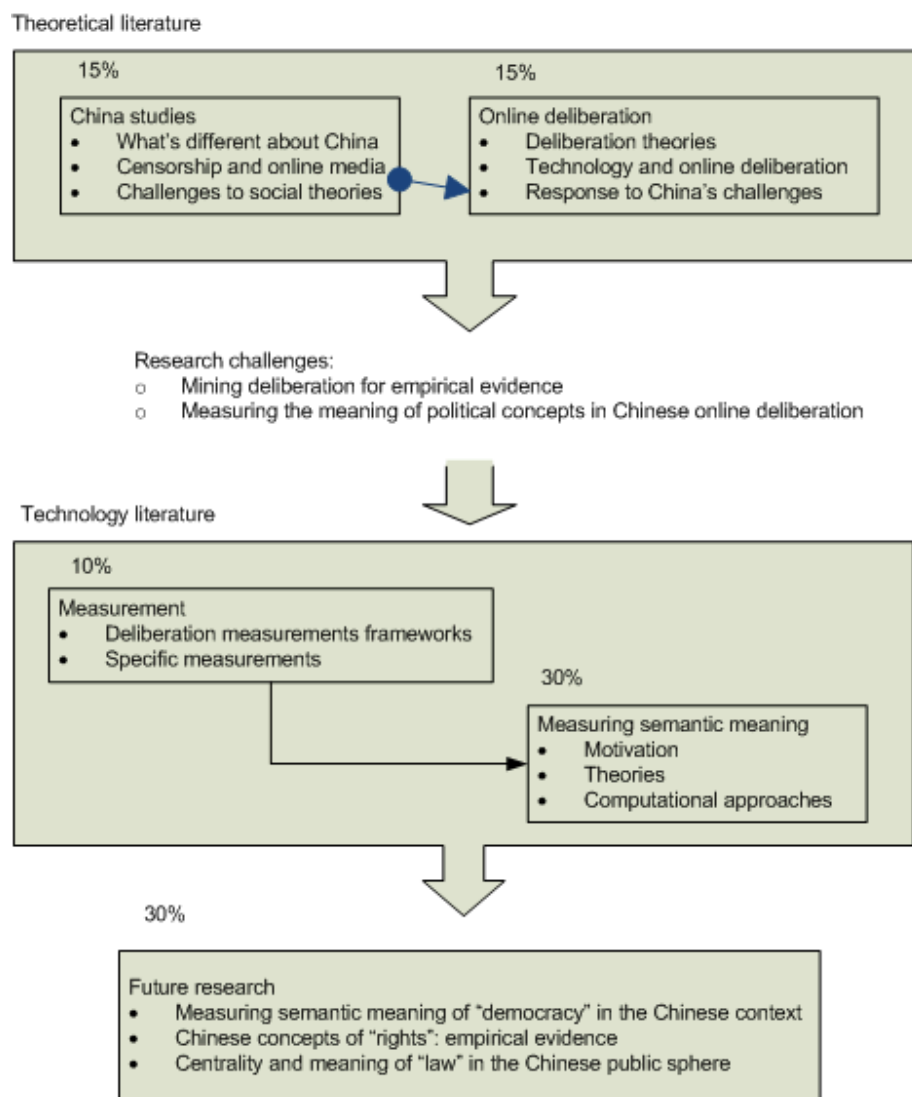 Theoretical literature
15%
China studies
• What's different about China
• Censorship and online media
• Challenges to social theories
15%
Online deliberation
• Deliberation theories
• Technology and online deliberation
• Response to China's challenges
Research challenges:
o Mining deliberation for empirical evidence
o Measuring the meaning of political concepts in Chinese online deliberation
Technology literature
10%
Measurement
• Deliberation measurements frameworks
• Specific measurements
30%
Measuring semantic meaning
• Motivation
• Theories
• Computational approaches
30%
Future research
• Measuring semantic meaning of “democracy” in the Chinese context
• Chinese concepts of “rights”: empirical evidence
• Centrality and meaning of “law” in the Chinese public sphere